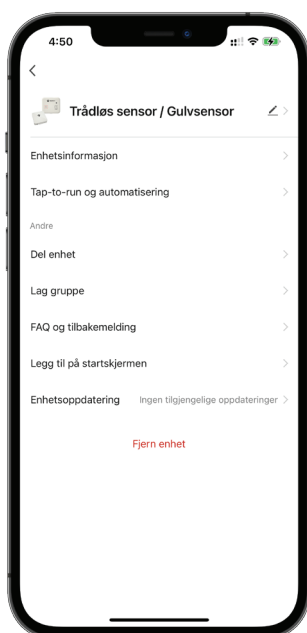 4:50
Trådløs sensor / Gulvsensor
Enhetsinformasjon
Tap-to-run og automatisering
Andre
Del enhet
Lag gruppe
FAQ og tilbakemelding
Legg til på startskjermen
Enhetsoppdatering Ingen tilgjengelige oppdateringer
Fjern enhet